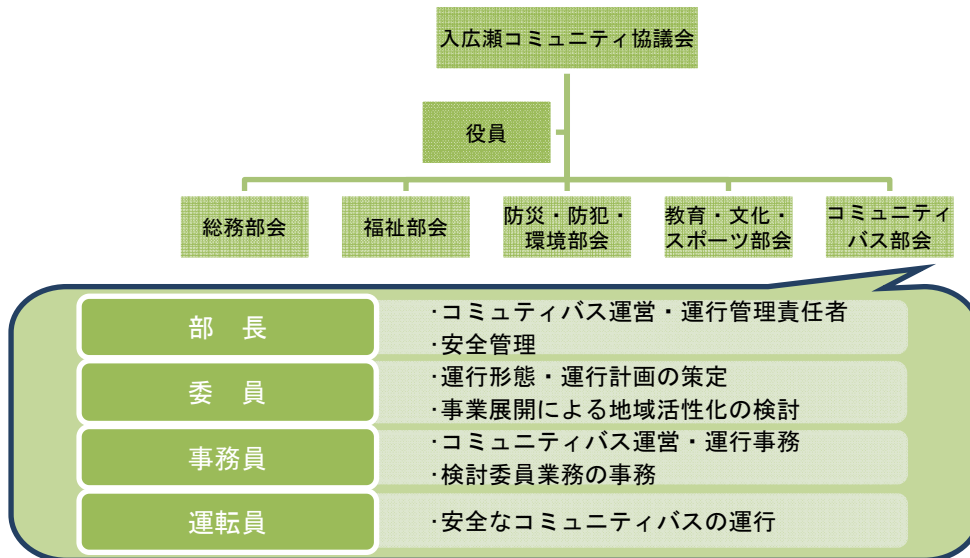 入広瀬コミュニティ協議会
役員
総務部会
福祉部会
防災・防犯・
環境部会
教育・文化・
スポーツ部会
コミュニティ
バス部会
部　長
・コミュティバス運営・運行管理責任者
・安全管理
委　員
・運行形態・運行計画の策定
・事業展開による地域活性化の検討
事務員
・コミュニティバス運営・運行事務
・検討委員業務の事務
運転員
・安全なコミュニティバスの運行